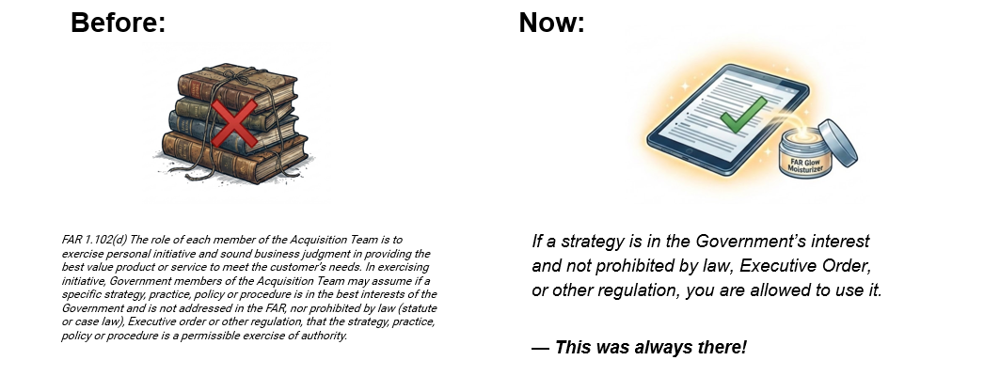 Before:
FAR 1.102(d) The role of each member of the Acquisition Team is to
exercise personal initiative and sound business judgment in providing the
best value product or service to meet the customer's needs. In exercising
initiative, Government members of the Acquisition Team may assume if a
specific strategy, practice, policy or procedure is in the best interests of the
Government and is not addressed in the FAR, nor prohibited by law (statute
or case law), Executive order or other regulation, that the strategy, practice,
policy or procedure is a permissible exercise of authority.
Now:
FAR Glow
Moisturizer
If a strategy is in the Government's interest
and not prohibited by law, Executive Order,
or other regulation, you are allowed to use it.
— This was always there!